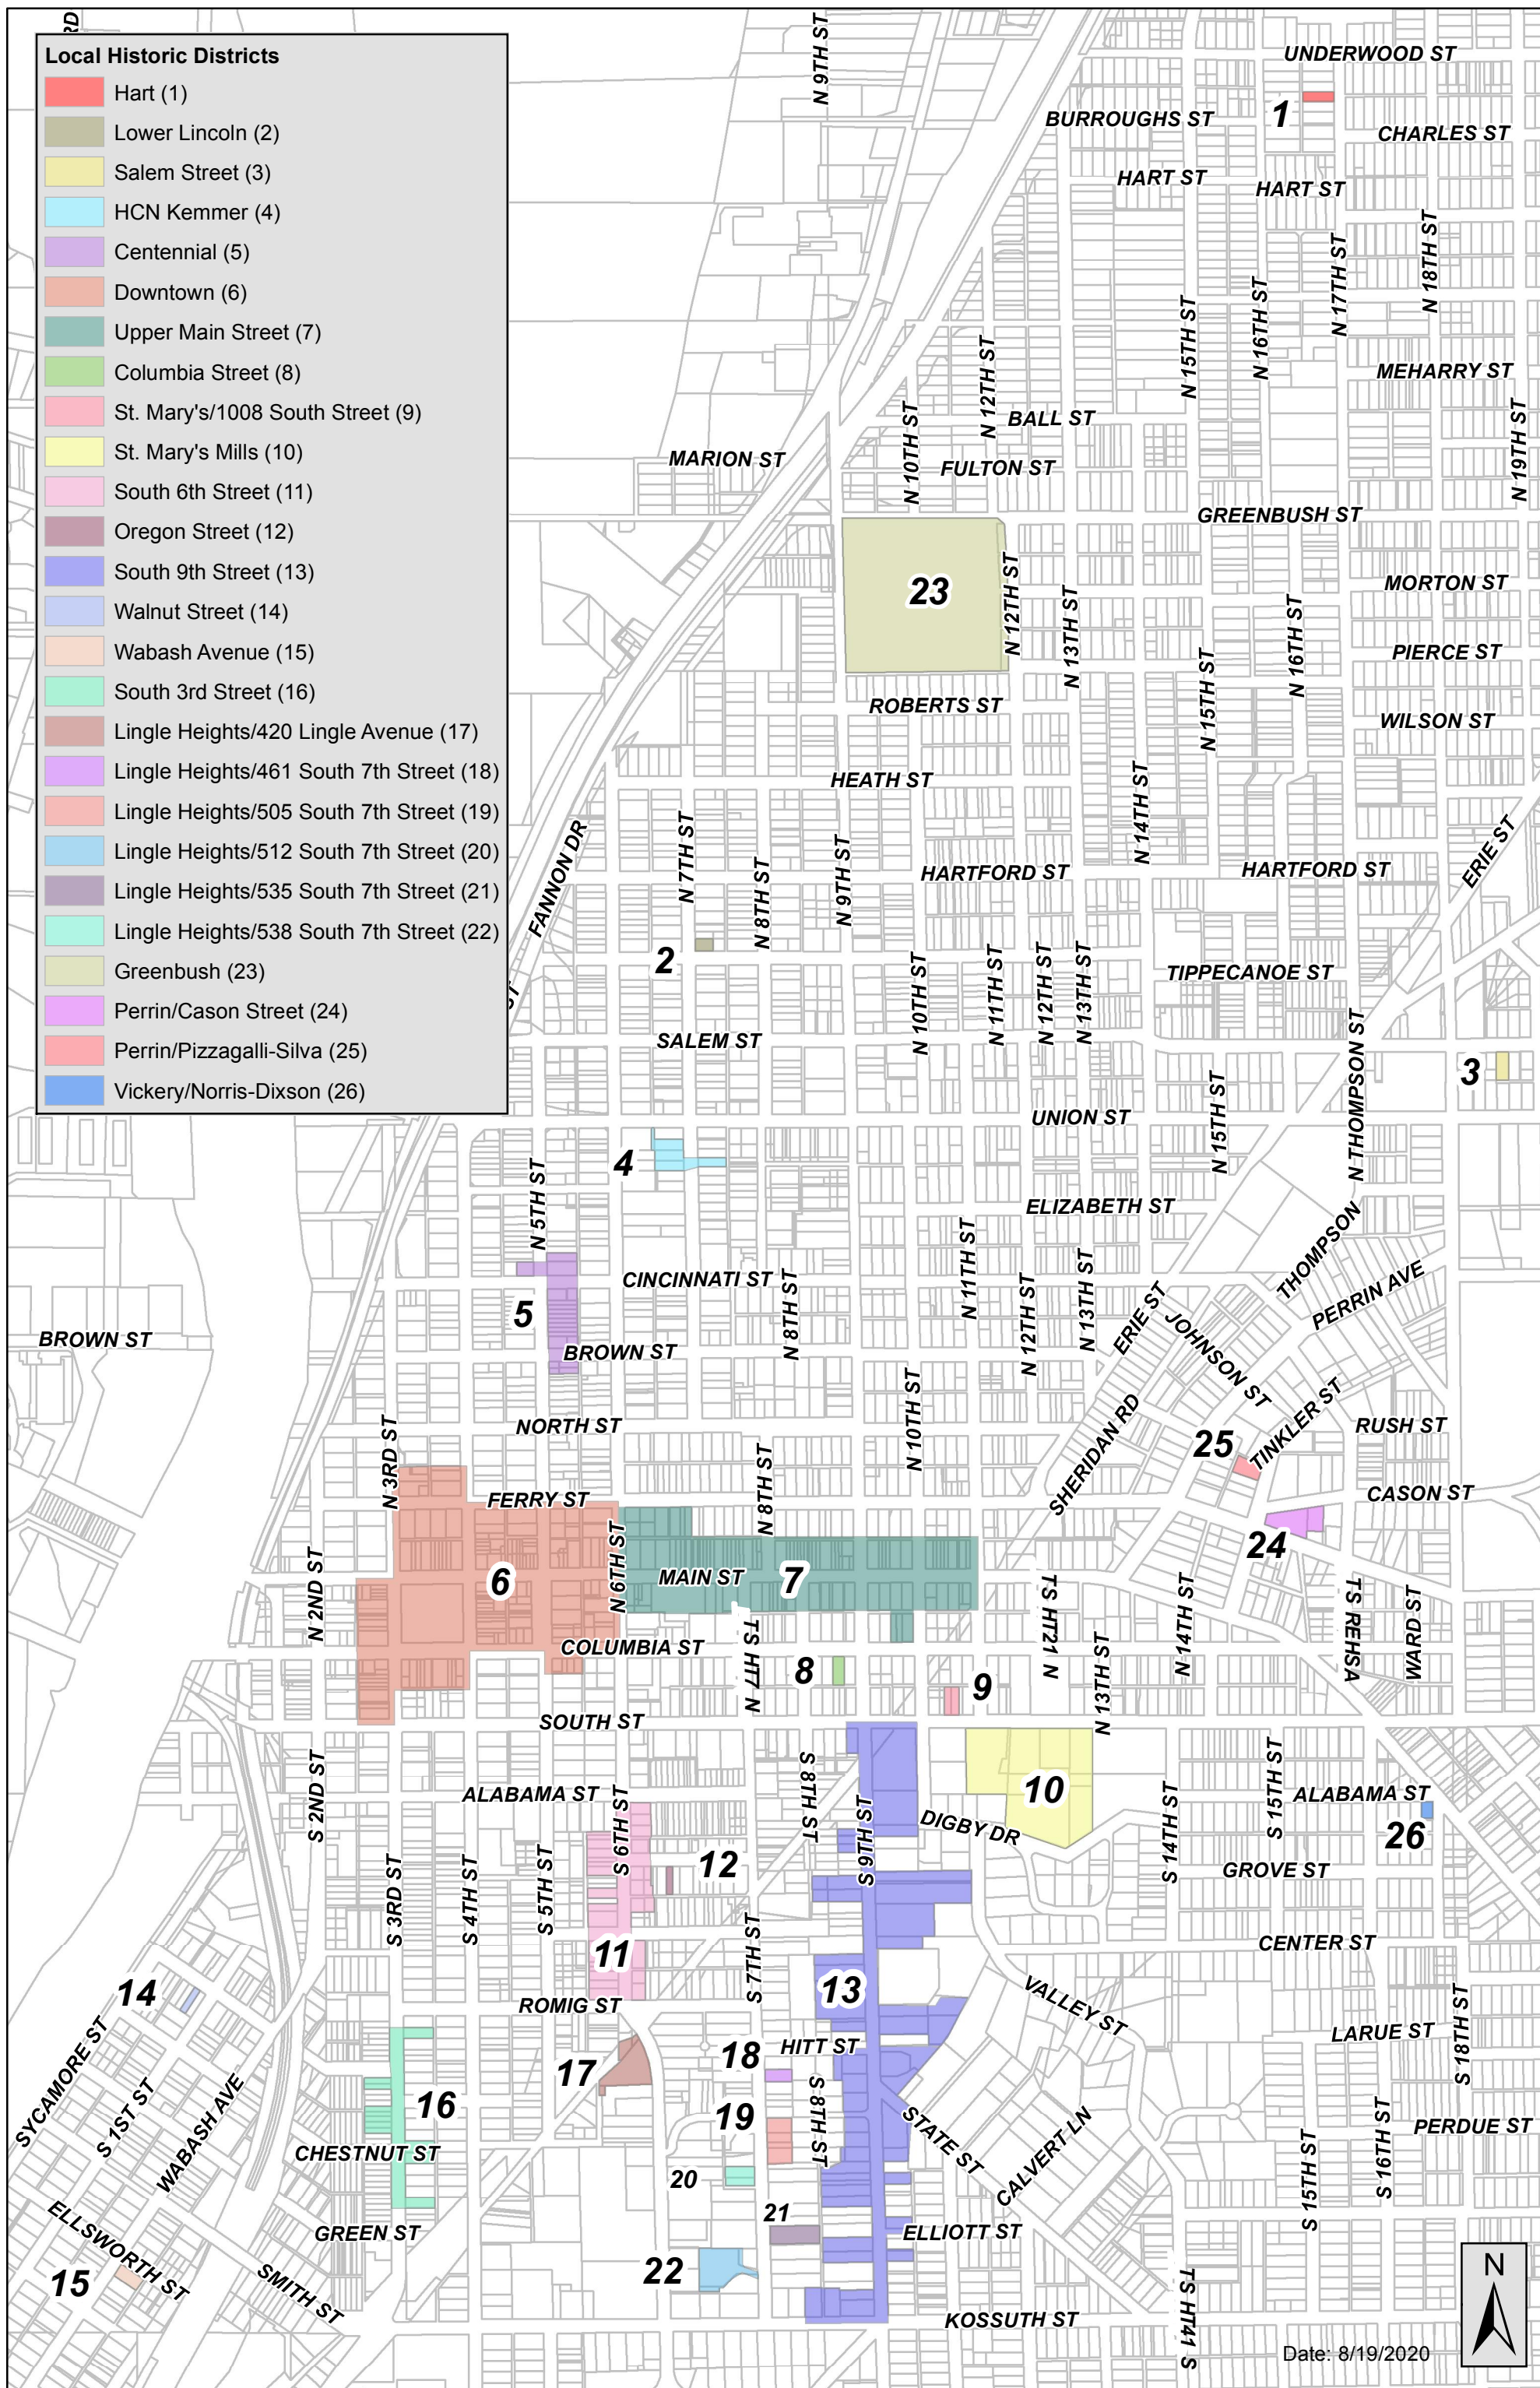 RD
Local Historic Districts
Hart (1)
Lower Lincoln (2)
Salem Street (3)
HCN Kemmer (4)
Centennial (5)
Downtown (6)
Upper Main Street (7)
Columbia Street (8)
St. Mary's/1008 South Street (9)
St. Mary's Mills (10)
South 6th Street (11)
Oregon Street (12)
South 9th Street (13)
Walnut Street (14)
Wabash Avenue (15)
South 3rd Street (16)
Lingle Heights/420 Lingle Avenue (17)
Lingle Heights/461 South 7th Street (18)
Lingle Heights/505 South 7th Street (19)
Lingle Heights/512 South 7th Street (20)
Lingle Heights/535 South 7th Street (21)
Lingle Heights/538 South 7th Street (22)
Greenbush (23)
Perrin/Cason Street (24)
Perrin/Pizzagalli-Silva (25)
Vickery/Norris-Dixson (26)
N 9TH ST
UNDERWOOD ST
1
BURROUGHS ST
CHARLES ST
HART ST
HART ST
N 18TH ST
N 17TH ST
N 16TH ST
N 15TH ST
N 12TH ST
MEHARRY ST
BALL ST
N 19TH ST
N 10TH ST
MARION ST
FULTON ST
GREENBUSH ST
23
N 12TH ST
N 13TH ST
MORTON ST
N 16TH ST
PIERCE ST
N 15TH ST
ROBERTS ST
WILSON ST
HEATH ST
N 14TH ST
FANNON DR
N 7TH ST
N 8TH ST
N 9TH ST
HARTFORD ST
HARTFORD ST
ERIE ST
2
N 10TH ST
N 11TH ST
N 12TH ST
N 13TH ST
TIPPECANOE ST
ST
SALEM ST
N THOMPSON ST
3
UNION ST
N 15TH ST
4
N 5TH ST
ELIZABETH ST
THOMPSON
CINCINNATI ST
N 8TH ST
N 11TH ST
N 12TH ST
N 13TH ST
ERIE ST
JOHNSON ST
PERRIN AVE
5
BROWN ST
BROWN ST
N 10TH ST
SHERIDAN RD
TINKLER ST
NORTH ST
N 3RD ST
25
RUSH ST
N 8TH ST
FERRY ST
CASON ST
24
N 2ND ST
6
N 6TH ST
MAIN ST
7
TS HT21 N
N 14TH ST
TS REHSA
WARD ST
COLUMBIA ST
TS HT7 N
8
9
N 13TH ST
SOUTH ST
S 2ND ST
ALABAMA ST
S 6TH ST
S 8TH ST
S 9TH ST
10
DIGBY DR
S 14TH ST
S 15TH ST
ALABAMA ST
26
S 3RD ST
S 4TH ST
S 5TH ST
12
GROVE ST
11
S 7TH ST
CENTER ST
14
13
ROMIG ST
VALLEY ST
S 18TH ST
SYCAMORE ST
S 1ST ST
WABASH AVE
17
18
HITT ST
LARUE ST
16
19
S 8TH ST
STATE ST
CALVERT LN
S 16TH ST
PERDUE ST
CHESTNUT ST
20
S 15TH ST
21
ELLSWORTH ST
GREEN ST
ELLIOTT ST
15
SMITH ST
22
KOSSUTH ST
TS HT41 S
N
Date: 8/19/2020